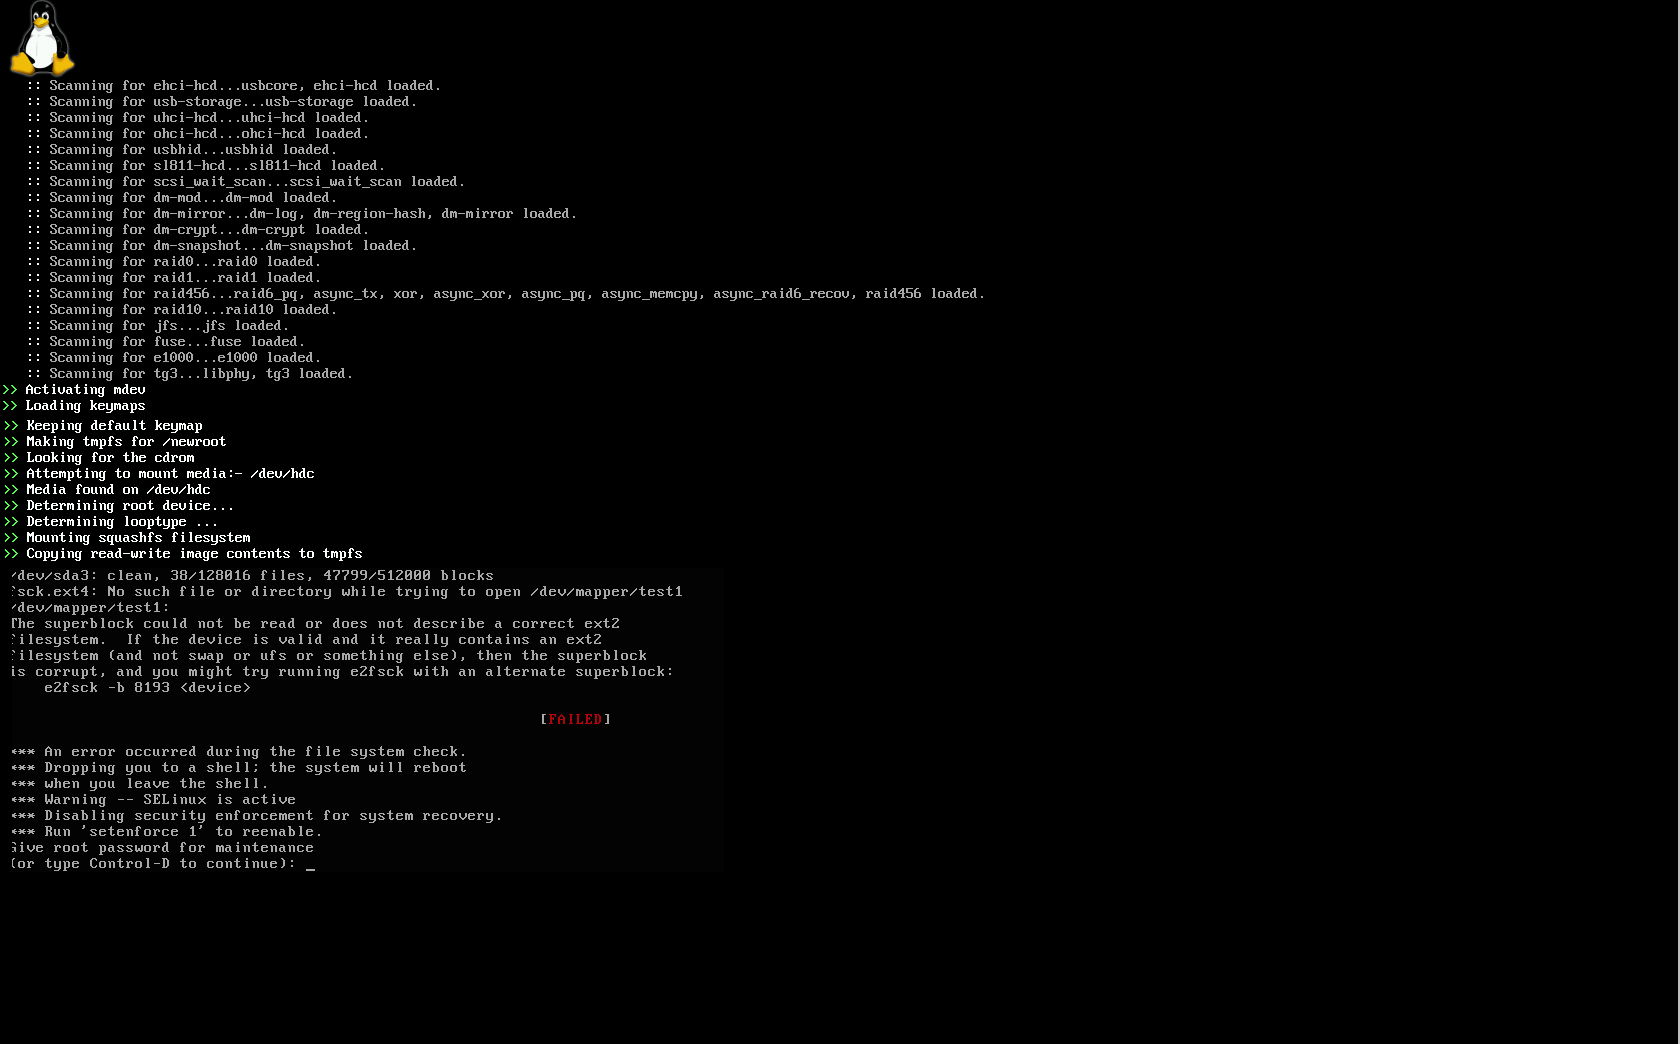 :: Scanning for ehci-hcd...usbcore, ehci-hcd loaded.
:: Scanning for usb-storage...usb-storage loaded.
:: Scanning for uhci-hcd...uhci-hcd loaded.
:: Scanning for ohci-hcd...ohci-hcd loaded.
:: Scanning for usbhid...usbhid loaded.
:: Scanning for sl811-hcd...sl811-hcd loaded.
:: Scanning for scsi_wait_scan...scsi_wait_scan loaded.
:: Scanning for dm-mod...dm-mod loaded.
:: Scanning for dm-mirror...dm-log, dm-region-hash, dm-mirror loaded.
:: Scanning for dm-crypt...dm-crypt loaded.
:: Scanning for dm-snapshot...dm-snapshot loaded.
:: Scanning for raid0...raid0 loaded.
:: Scanning for raid1...raid1 loaded.
:: Scanning for raid456...raid6_pq, async_tx, xor, async_xor, async_pq, async_memcpy, async_raid6_recov, raid456 loaded.
:: Scanning for raid10...raid10 loaded.
:: Scanning for jfs...jfs loaded.
:: Scanning for fuse...fuse loaded.
:: Scanning for e1000...e1000 loaded.
:: Scanning for tg3...libphy, tg3 loaded.
>> Activating mdev
>> Loading keymaps
>> Keeping default keymap
>> Making tmpfs for /newroot
>> Looking for the cdrom
>> Attempting to mount media:- /dev/hdc
>> Media found on /dev/hdc
>> Determining root device...
>> Determining looptype ...
>> Mounting squashfs filesystem
>> Copying read-write image contents to tmpfs
/dev/sda3: clean, 38/128016 files, 47799/512000 blocks
fsck.ext4: No such file or directory while trying to open /dev/mapper/test1
/dev/mapper/test1:
The superblock could not be read or does not describe a correct ext2
filesystem.  If the device is valid and it really contains an ext2
filesystem (and not swap or ufs or something else), then the superblock
is corrupt, and you might try running e2fsck with an alternate superblock:
    e2fsck -b 8193 <device>
[FAILED]
*** An error occurred during the file system check.
*** Dropping you to a shell; the system will reboot
*** when you leave the shell.
*** Warning -- SELinux is active
*** Disabling security enforcement for system recovery.
*** Run 'setenforce 1' to reenable.
Give root password for maintenance
(or type Control-D to continue): _